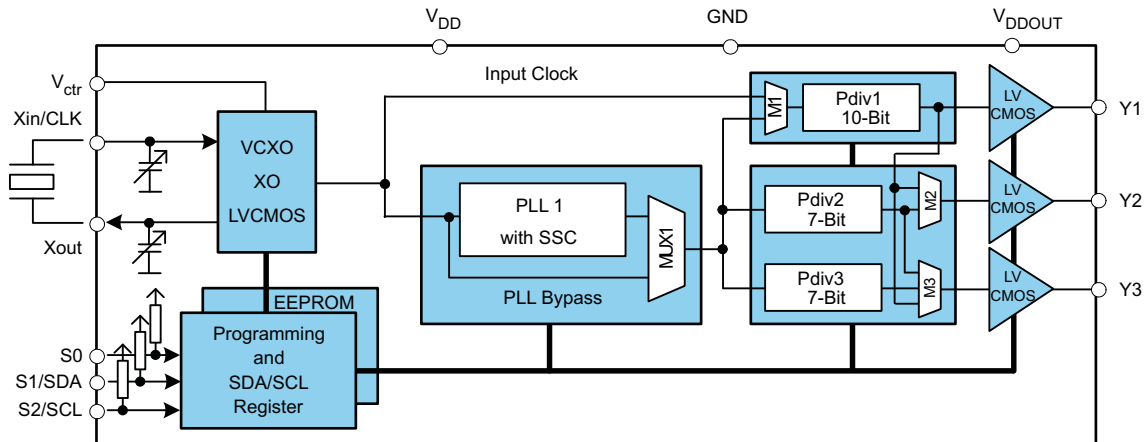 VDD
GND
VDDOUT
Vctr
Input Clock
Xin/CLK
VCXO
XO
LVCMOS
Xout
PLL 1
with SSC
MUX1
PLL Bypass
M1
Pdiv1
10-Bit
LV
CMOS
Y1
Pdiv2
7-Bit
M2
LV
CMOS
Y2
Pdiv3
7-Bit
M3
LV
CMOS
Y3
EEPROM
Programming
and
SDA/SCL
Register
S0
S1/SDA
S2/SCL